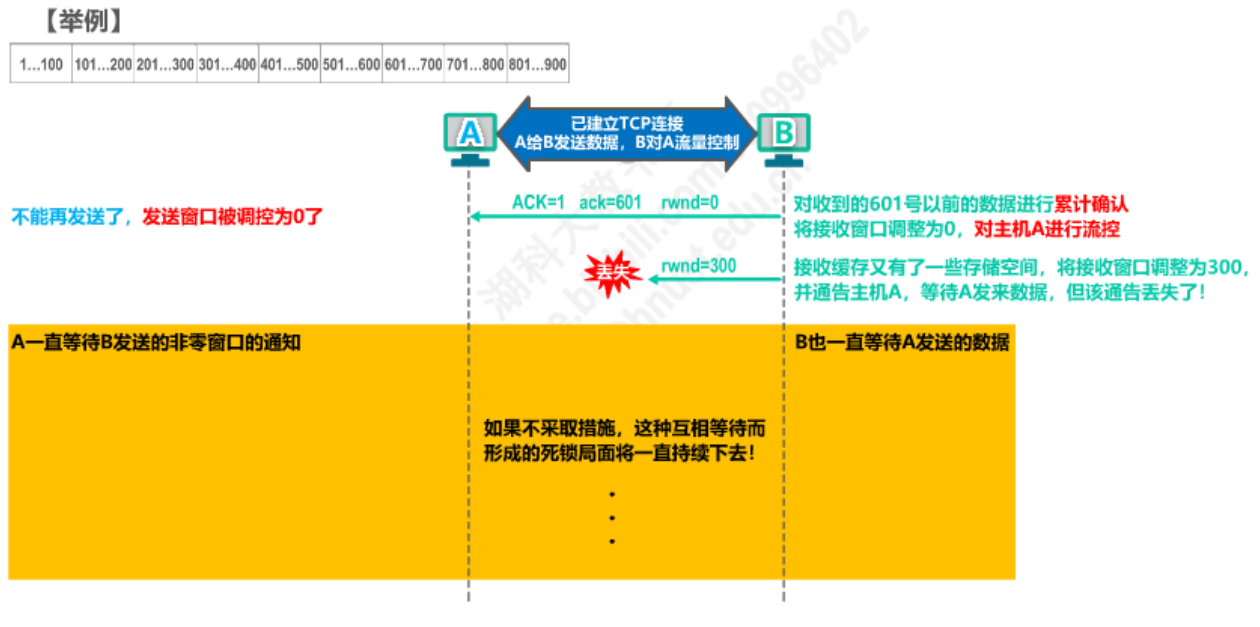 【举例】
1...100 101...200 201...300 301...400 401...500 501...600 601...700 701...800 801...900
A
已建立TCP连接
A给B发送数据，B对A流量控制
B
ACK=1 ack=601 rwnd=0
不能再发送了，发送窗口被调控为0了
对收到的601号以前的数据进行累计确认
将接收窗口调整为0，对主机A进行流控
丢失
rwnd=300
接收缓存又有了一些存储空间，将接收窗口调整为300，
并通告主机A，等待A发来数据，但该通告丢失了！
A一直等待B发送的非零窗口的通知
B也一直等待A发送的数据
如果不采取措施，这种互相等待而
形成的死锁局面将一直持续下去！